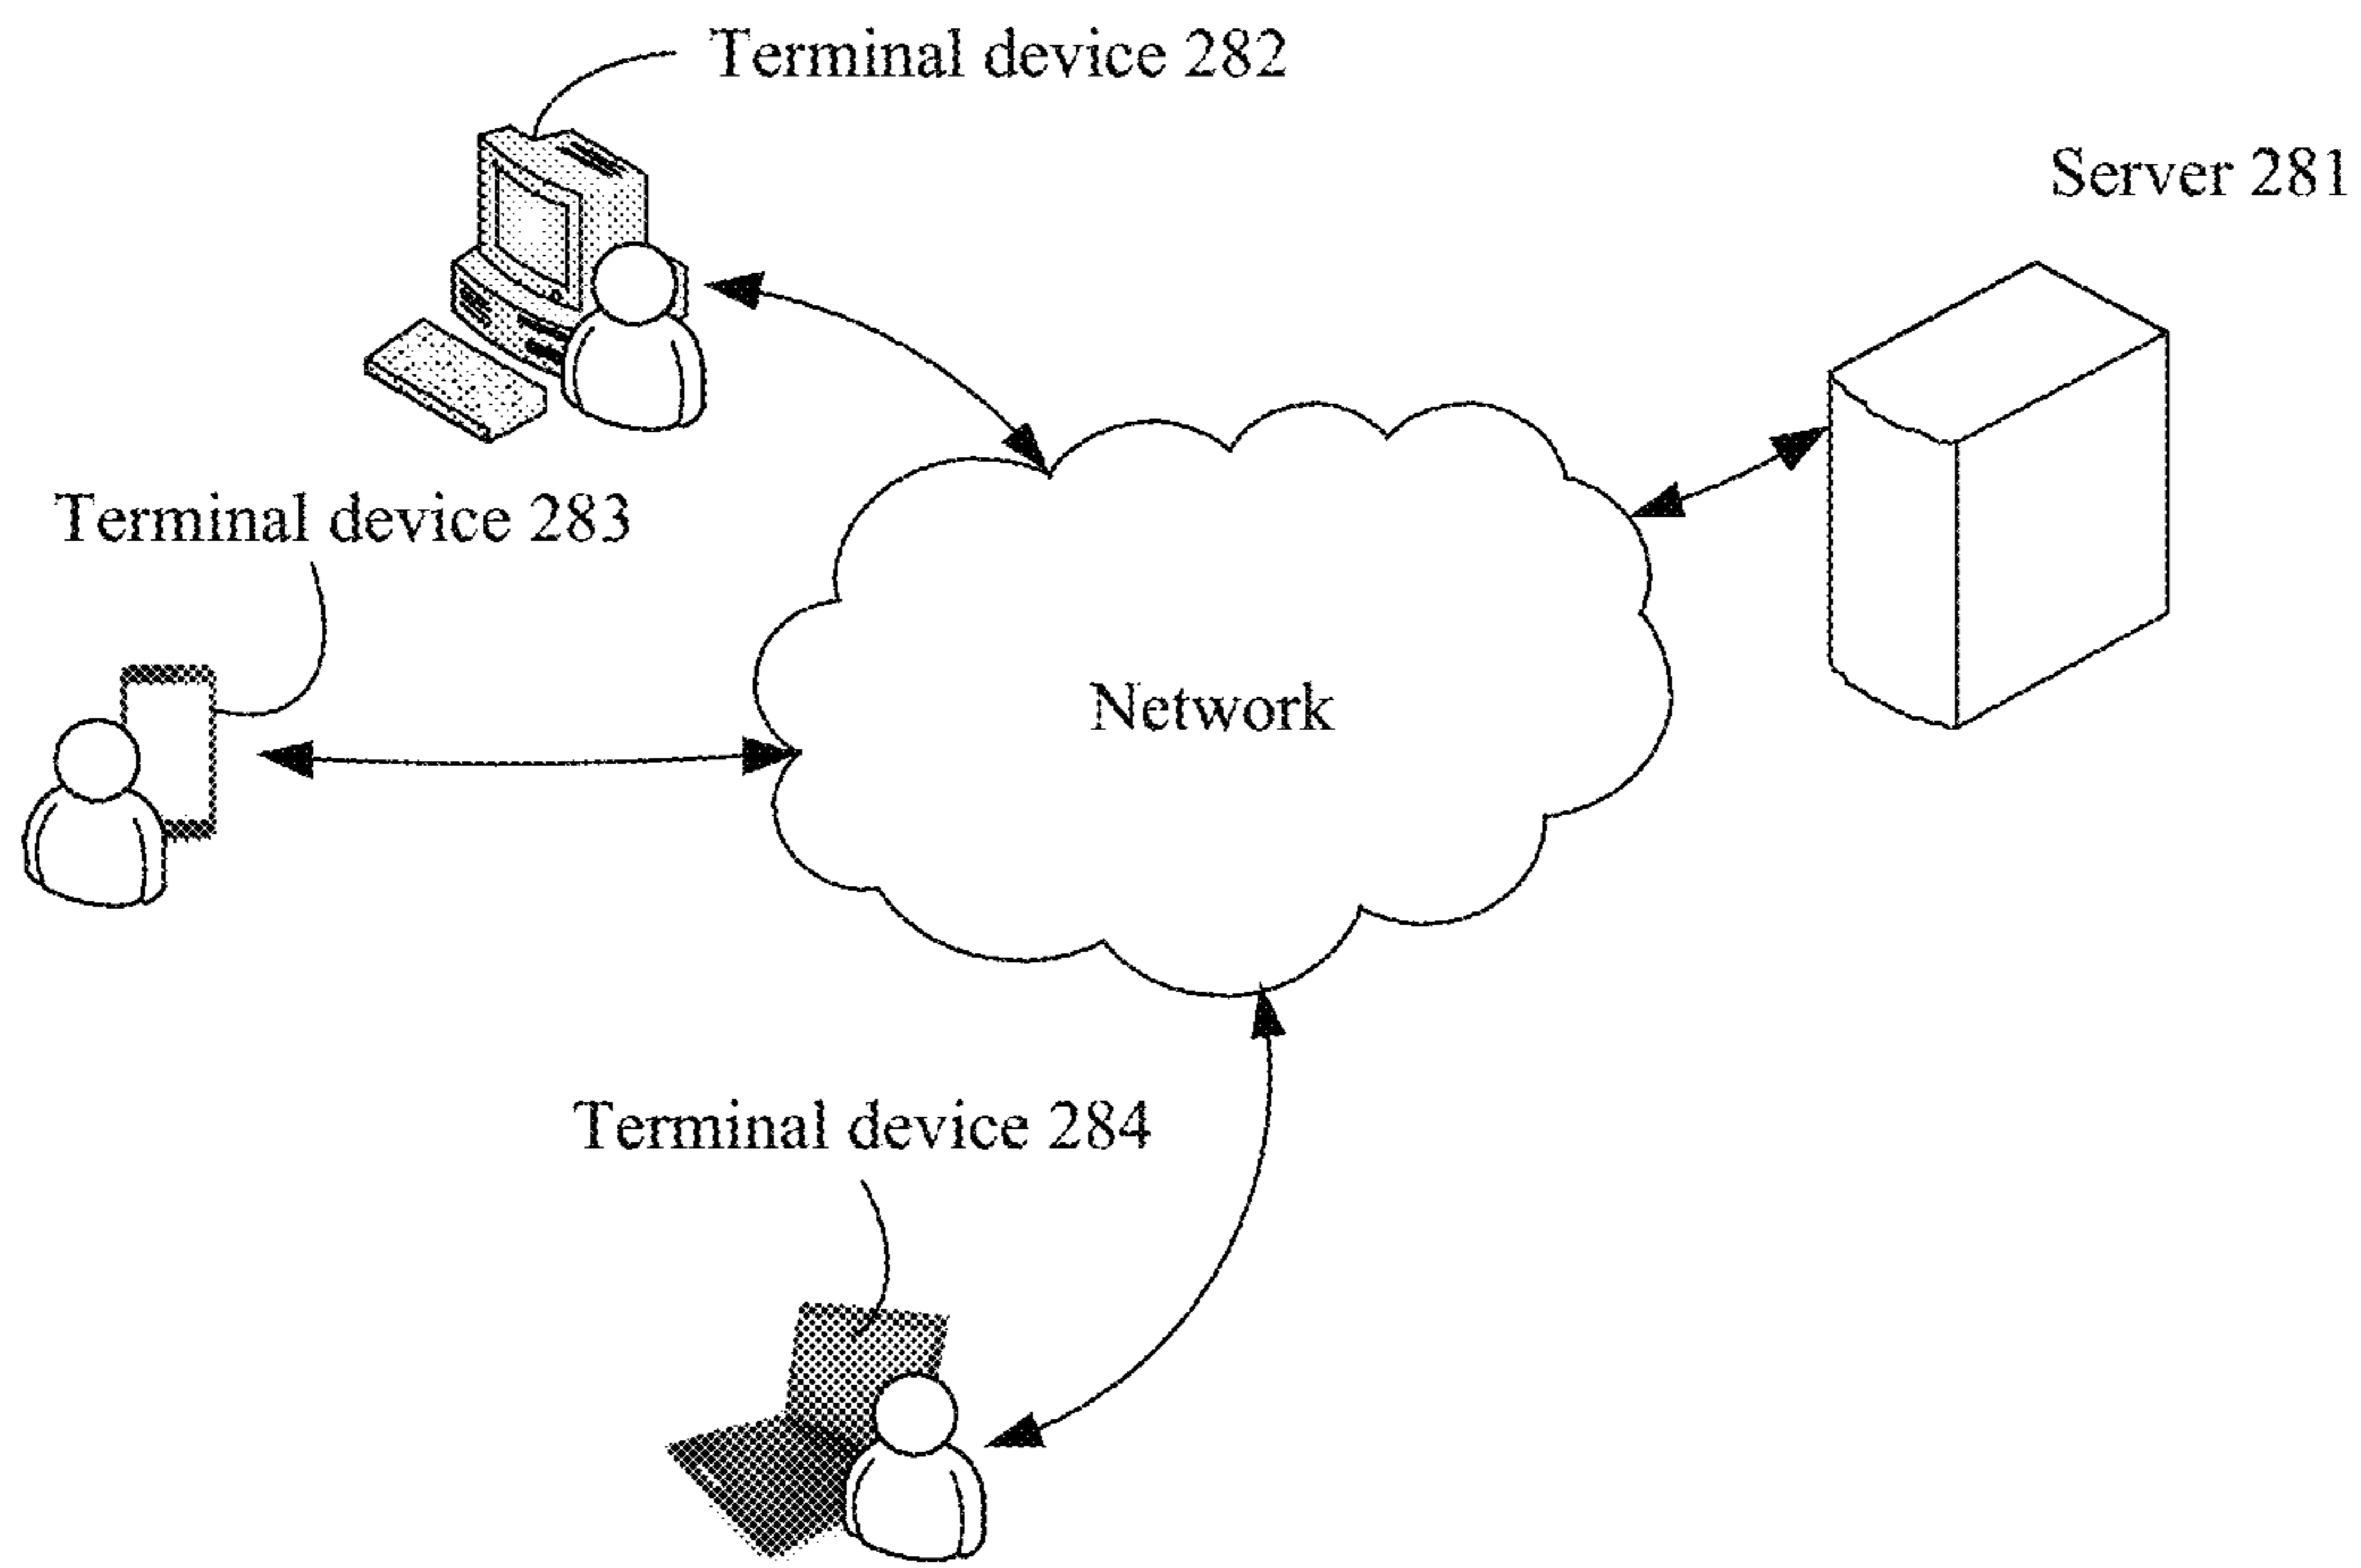 Terminal device 282
Server 281
Terminal device 283
Network
Terminal device 284